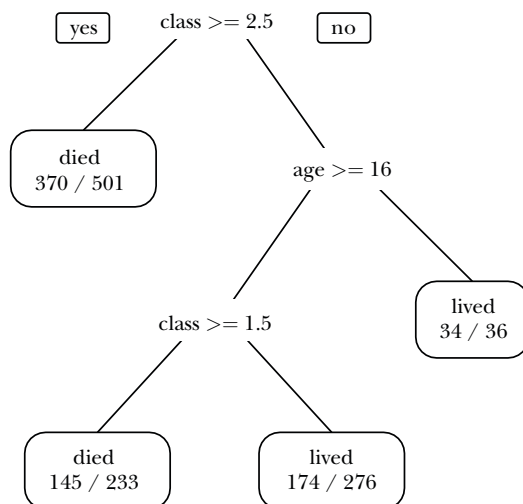 yes
class >= 2.5
no
died
370 / 501
age >= 16
lived
34 / 36
class >= 1.5
died
145 / 233
lived
174 / 276